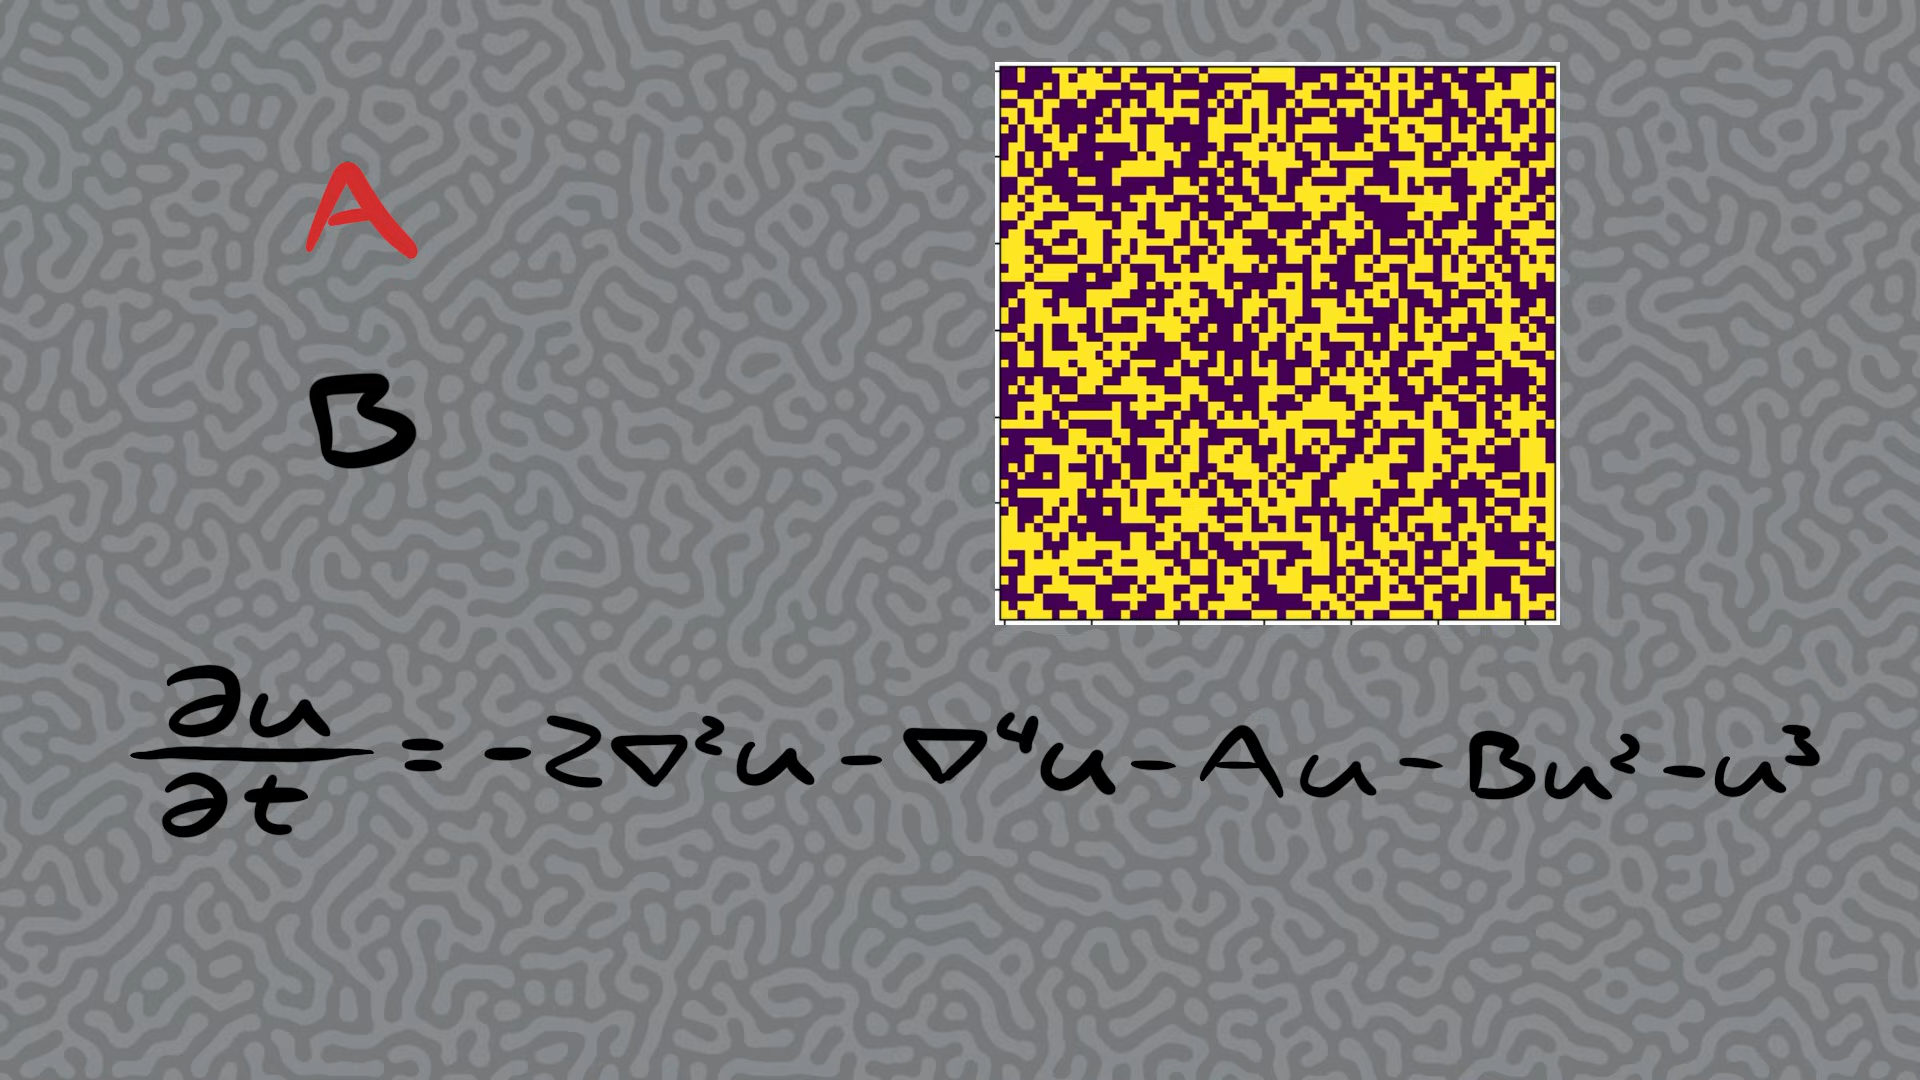 A
B
∂u/∂t = -2∇²u - ∇⁴u - Au - Bu² - u³